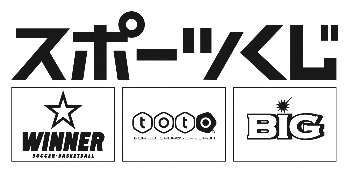 スポーツくじ
WINNER
SOCCER・BASKETBALL
toto
BIG